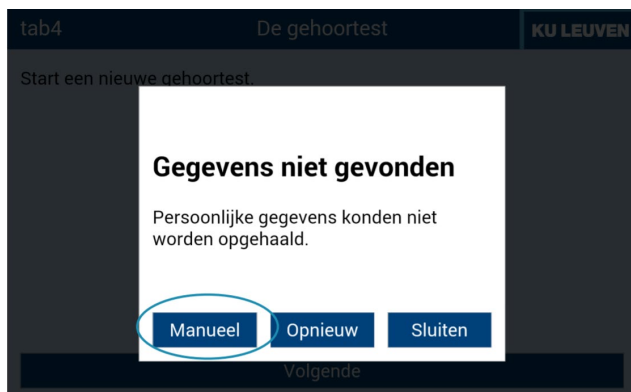 tab4 De gehoortest KU LEUVEN
Start een nieuwe gehoortest.
Gegevens niet gevonden
Persoonlijke gegevens konden niet
worden opgehaald.
Manueel Opnieuw Sluiten
Volgende